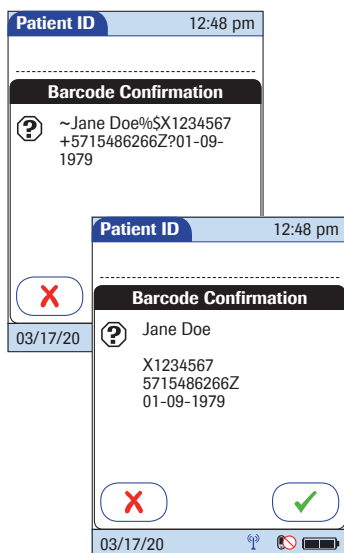 Patient ID 12:48 pm
Barcode Confirmation
~Jane Doe%$X1234567
+5715486266Z?01-09-
1979
03/17/20
Patient ID 12:48 pm
Barcode Confirmation
Jane Doe
X1234567
5715486266Z
01-09-1979
03/17/20